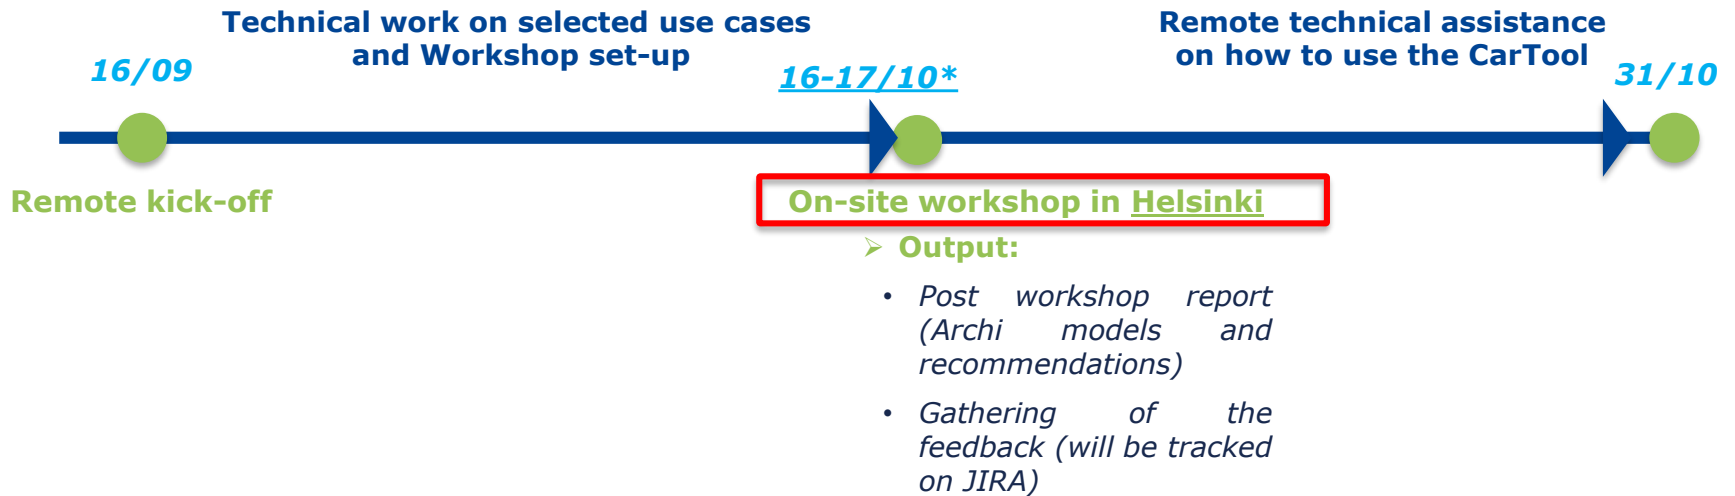 Technical work on selected use cases
and Workshop set-up
Remote technical assistance
on how to use the CarTool
16/09
16-17/10*
31/10
Remote kick-off
On-site workshop in Helsinki
➢ Output:
• Post workshop report
(Archi models and
recommendations)
• Gathering of the
feedback (will be tracked
on JIRA)